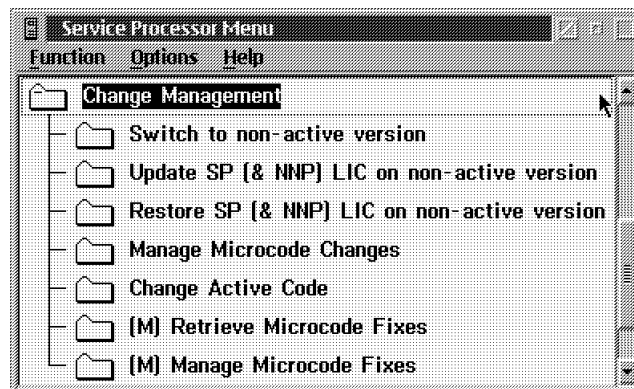 Service Processor Menu
Function Options Help
Change Management
Switch to non-active version
Update SP (& NNP) LIC on non-active version
Restore SP (& NNP) LIC on non-active version
Manage Microcode Changes
Change Active Code
(M) Retrieve Microcode Fixes
(M) Manage Microcode Fixes